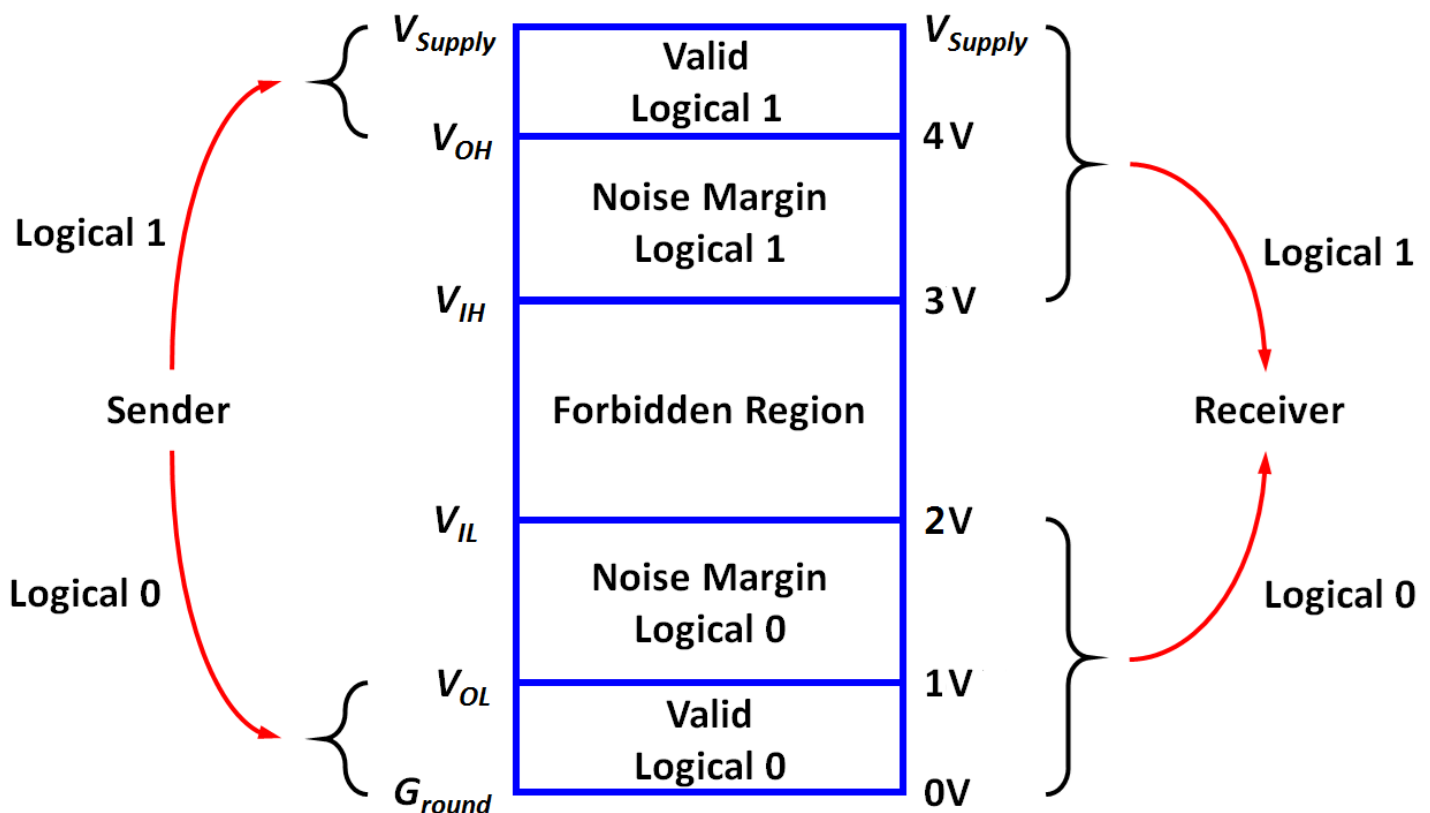 V_Supply
V_Supply
Valid
Logical 1
V_OH
4 V
Noise Margin
Logical 1
Logical 1
Logical 1
V_IH
3 V
Sender
Forbidden Region
Receiver
V_IL
2V
Noise Margin
Logical 0
Logical 0
Logical 0
V_OL
1V
Valid
Logical 0
G_round
0V